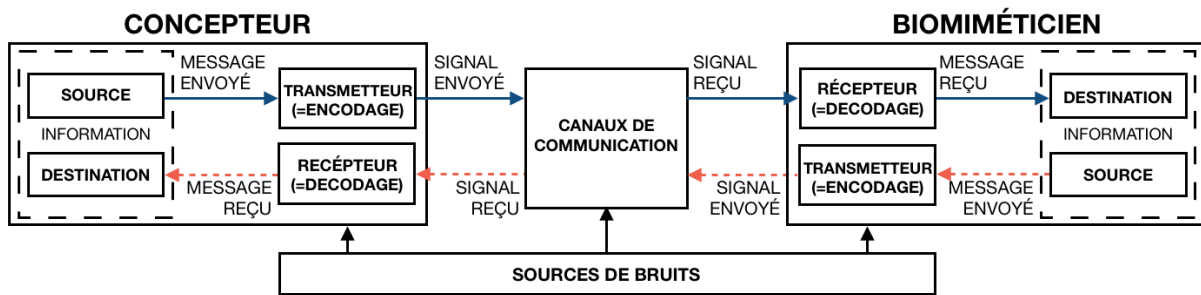 CONCEPTEUR
BIOMIMÉTICIEN
MESSAGE
ENVOYÉ
SIGNAL
ENVOYÉ
SIGNAL
REÇU
MESSAGE
REÇU
SOURCE
TRANSMETTEUR
(=ENCODAGE)
CANAUX DE
COMMUNICATION
RÉCEPTEUR
(=DECODAGE)
DESTINATION
INFORMATION
INFORMATION
DESTINATION
RECÉPTEUR
(=DECODAGE)
TRANSMETTEUR
(=ENCODAGE)
SOURCE
MESSAGE
REÇU
SIGNAL
REÇU
SIGNAL
ENVOYÉ
MESSAGE
ENVOYÉ
SOURCES DE BRUITS